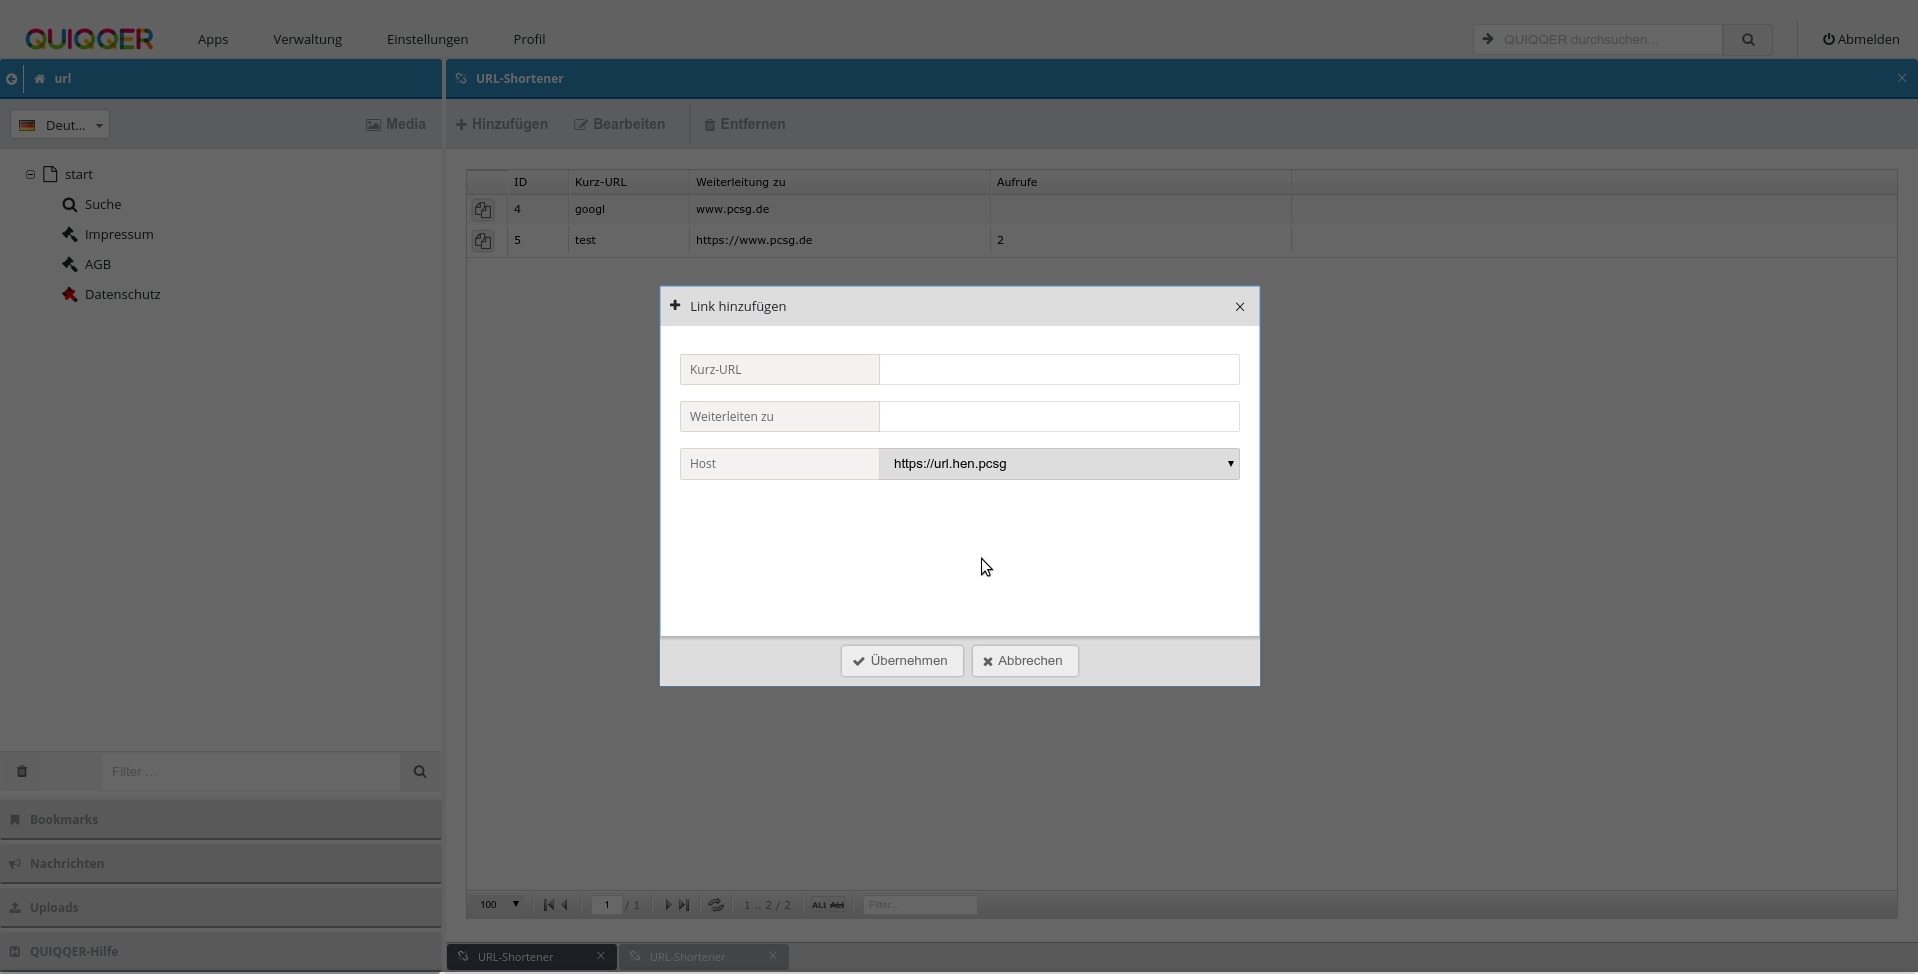 QUIQQER Apps Verwaltung Einstellungen Profil QUIQQER durchsuchen... Abmelden
url
URL-Shortener
Deut... Media
Hinzufügen Bearbeiten Entfernen
start
Suche
Impressum
AGB
Datenschutz
ID Kurz-URL Weiterleitung zu Aufrufe
4 googl www.pcsg.de
5 test https://www.pcsg.de 2
Link hinzufügen
Kurz-URL
Weiterleiten zu
Host https://url.hen.pcsg
Übernehmen Abbrechen
Filter ...
Bookmarks
Nachrichten
Uploads
QUIQQER-Hilfe
100 1 / 1 1 .. 2 / 2 ALL ALL Filter...
URL-Shortener URL-Shortener